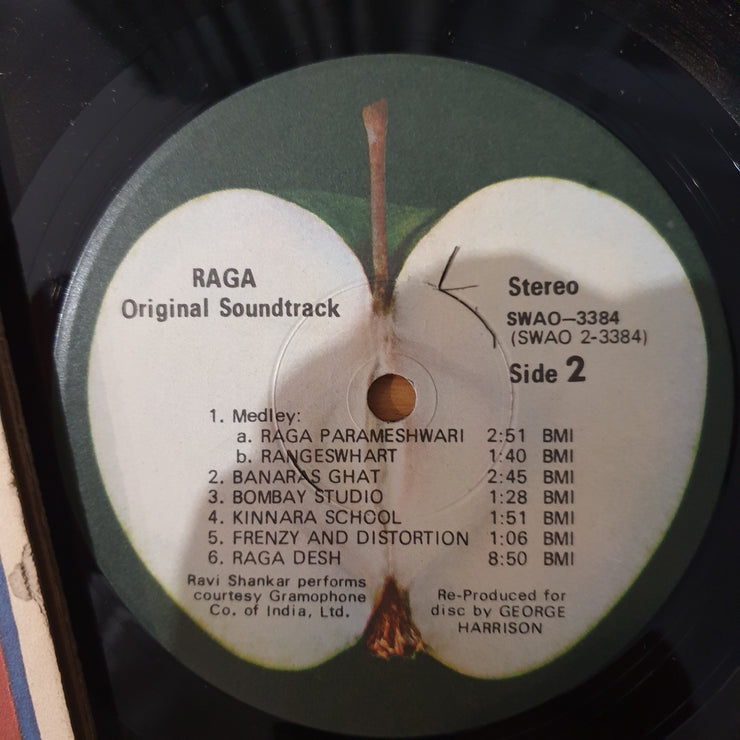 RAGA
Original Soundtrack
Stereo
SWAO—3384
(SWAO 2-3384)
Side 2
1. Medley:
a. RAGA PARAMESHWARI 2:51 BMI
b. RANGESWHART 1:40 BMI
2. BANARAS GHAT 2:45 BMI
3. BOMBAY STUDIO 1:28 BMI
4. KINNARA SCHOOL 1:51 BMI
5. FRENZY AND DISTORTION 1:06 BMI
6. RAGA DESH 8:50 BMI
Ravi Shankar performs
courtesy Gramophone
Co. of India, Ltd.
Re-Produced for
disc by GEORGE
HARRISON